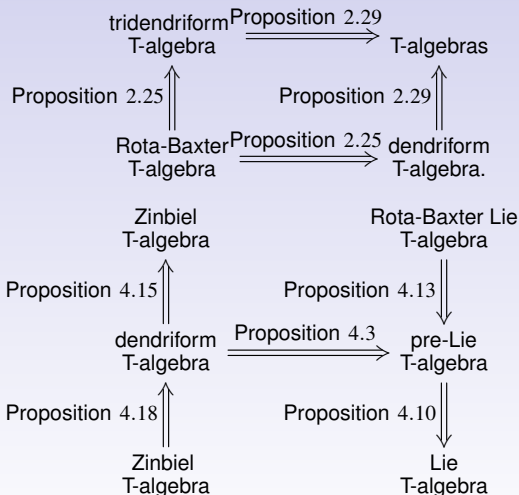 Proposition 2.29
tridendriform
T-algebra
T-algebras
Proposition 2.25
Proposition 2.29
Rota-Baxter
T-algebra
Proposition 2.25
dendriform
T-algebra.
Zinbiel
T-algebra
Rota-Baxter Lie
T-algebra
Proposition 4.15
Proposition 4.13
dendriform
T-algebra
Proposition 4.3
pre-Lie
T-algebra
Proposition 4.18
Proposition 4.10
Zinbiel
T-algebra
Lie
T-algebra